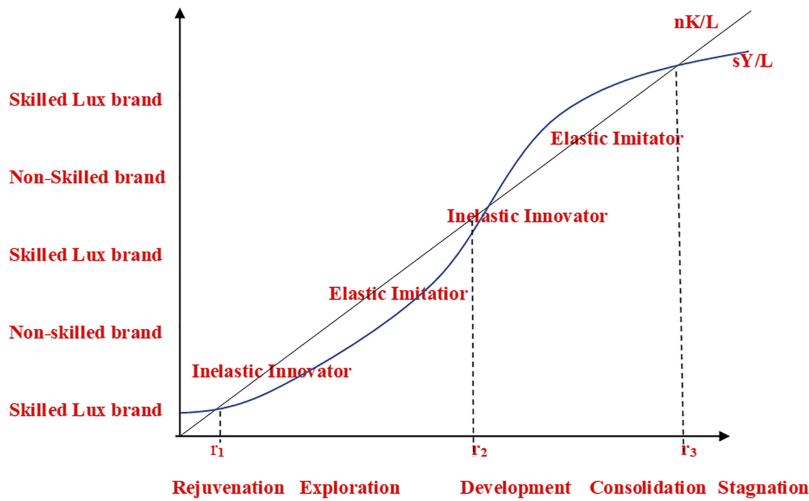 nK/L
sY/L
Skilled Lux brand
Elastic Imitator
Non-Skilled brand
Inelastic Innovator
Skilled Lux brand
Elastic Imitatior
Non-skilled brand
Inelastic Innovator
Skilled Lux brand
r1 r2 r3
Rejuvenation Exploration Development Consolidation Stagnation